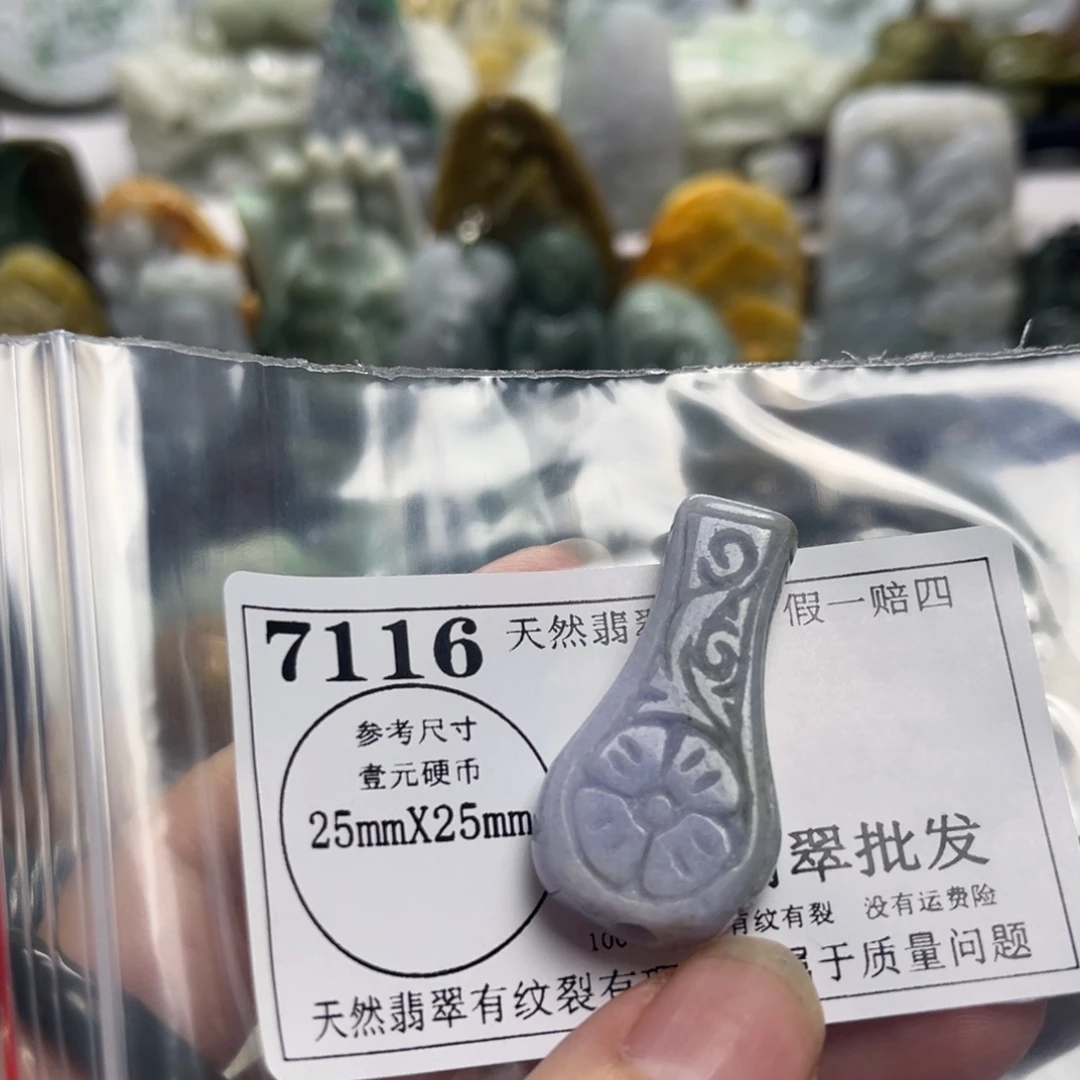 7116 天然翡 假一赔四
参考尺寸
壹元硬币
25mmX25mm
翠批发
有纹有裂 没有运费险
100
天然翡翠有纹裂有 于质量问题